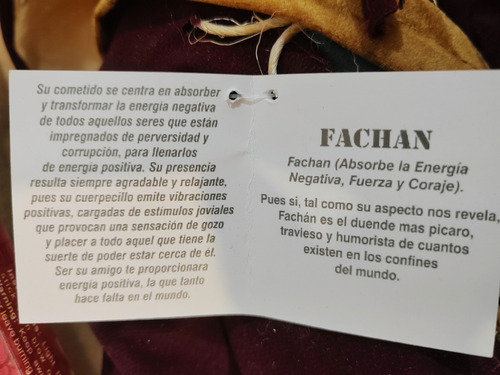 Su cometido se centra en absorber
y transformar la energía negativa
de todos aquellos seres que están
impregnados de perversidad y
corrupción, para llenarlos
de energía positiva. Su presencia
resulta siempre agradable y relajante,
pues su cuerpecillo emite vibraciones
positivas, cargadas de estímulos joviales
que provocan una sensación de gozo
y placer a todo aquel que tiene la
suerte de poder estar cerca de él.
Ser su amigo te proporcionara
energía positiva, la que tanto
hace falta en el mundo.
FACHAN
Fachan (Absorbe la Energía
Negativa, Fuerza y Coraje).
Pues si, tal como su aspecto nos revela,
Fachán es el duende mas picaro,
travieso y humorista de cuantos
existen en los confines
del mundo.